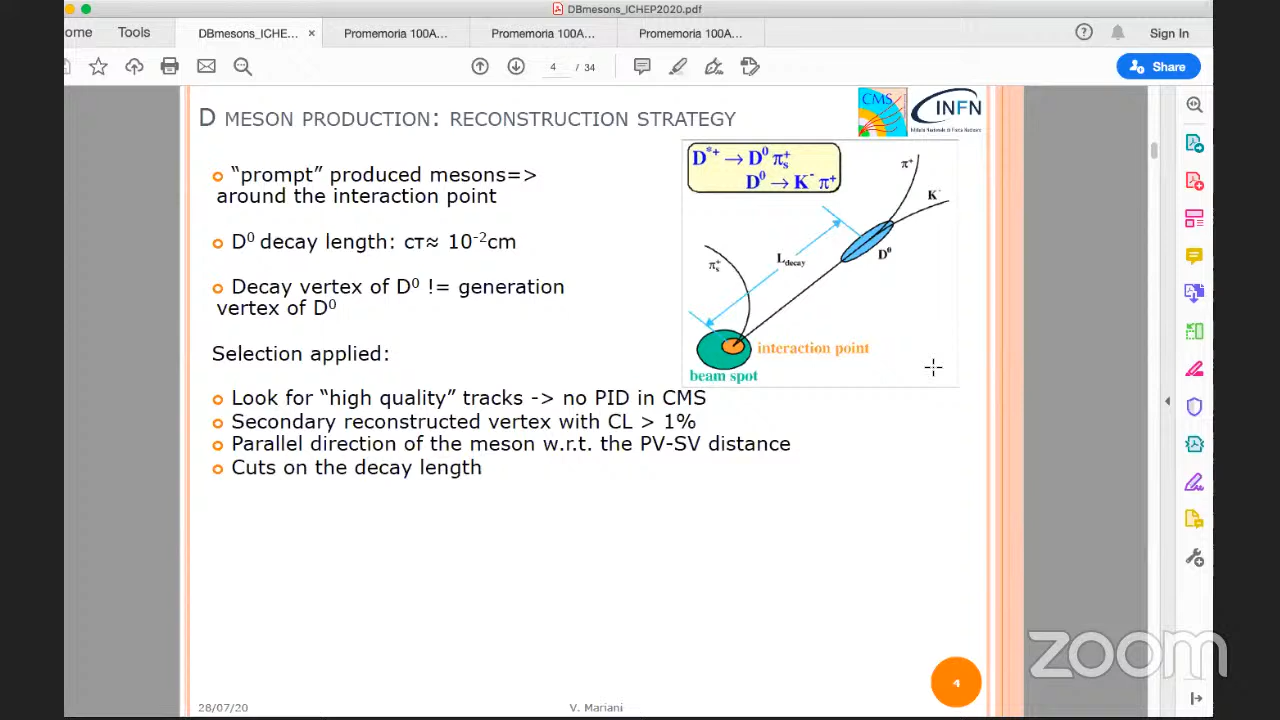 DBmesons_ICHEP2020.pdf
ome Tools DBmesons_ICHE... × Promemoria 100A... Promemoria 100A... Promemoria 100A... ? Sign In
4 / 34 Share
D MESON PRODUCTION: RECONSTRUCTION STRATEGY
CMS INFN
“prompt” produced mesons=>
around the interaction point
D⁰ decay length: cτ≈ 10⁻²cm
Decay vertex of D⁰ != generation
vertex of D⁰
D*⁺ → D⁰ πₛ⁺
D⁰ → K⁻ π⁺
π⁺
K⁻
D⁰
L_decay
πₛ⁺
interaction point
beam spot
Selection applied:
Look for “high quality” tracks -> no PID in CMS
Secondary reconstructed vertex with CL > 1%
Parallel direction of the meson w.r.t. the PV-SV distance
Cuts on the decay length
4
28/07/20 V. Mariani
zoom